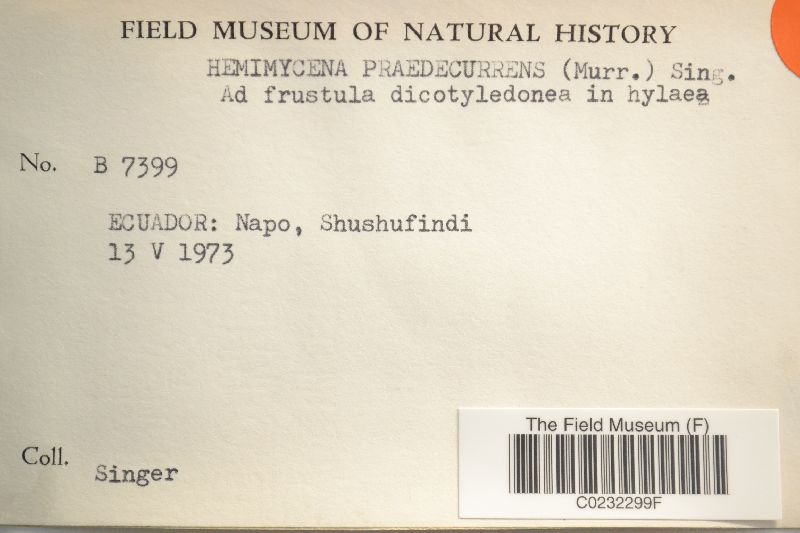 FIELD MUSEUM OF NATURAL HISTORY
HEMIMYCENA PRAEDECURRENS (Murr.) Sing.
Ad frustula dicotyledonea in hylaea
No. B 7399
ECUADOR: Napo, Shushufindi
13 V 1973
The Field Museum (F)
C0232299F
Coll. Singer